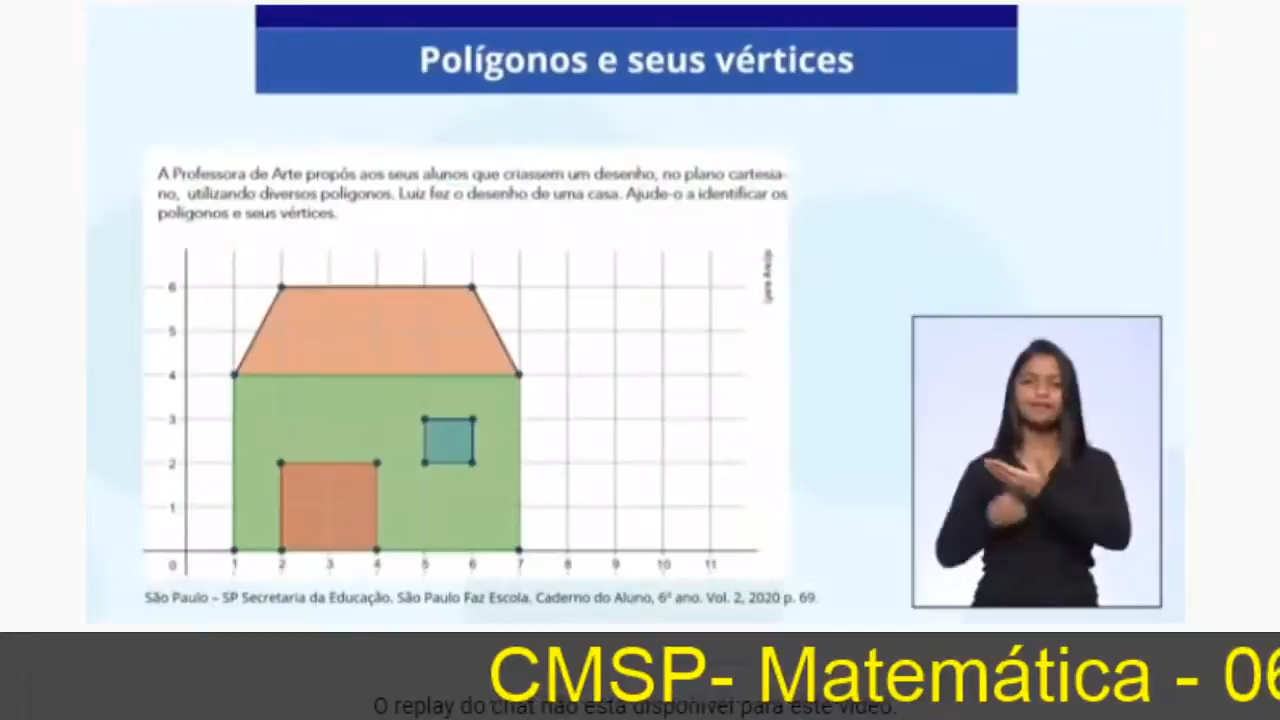 Polígonos e seus vértices
A Professora de Arte propôs aos seus alunos que criassem um desenho, no plano cartesia-
no, utilizando diversos polígonos. Luiz fez o desenho de uma casa. Ajude-o a identificar os
polígonos e seus vértices.
6
5
4
3
2
1
0 1 2 3 4 5 6 7 8 9 10 11
São Paulo – SP Secretaria da Educação. São Paulo Faz Escola. Caderno do Aluno, 6º ano. Vol. 2, 2020 p. 69.
CMSP- Matemática - 06
O replay do chat não está disponível para este vídeo.